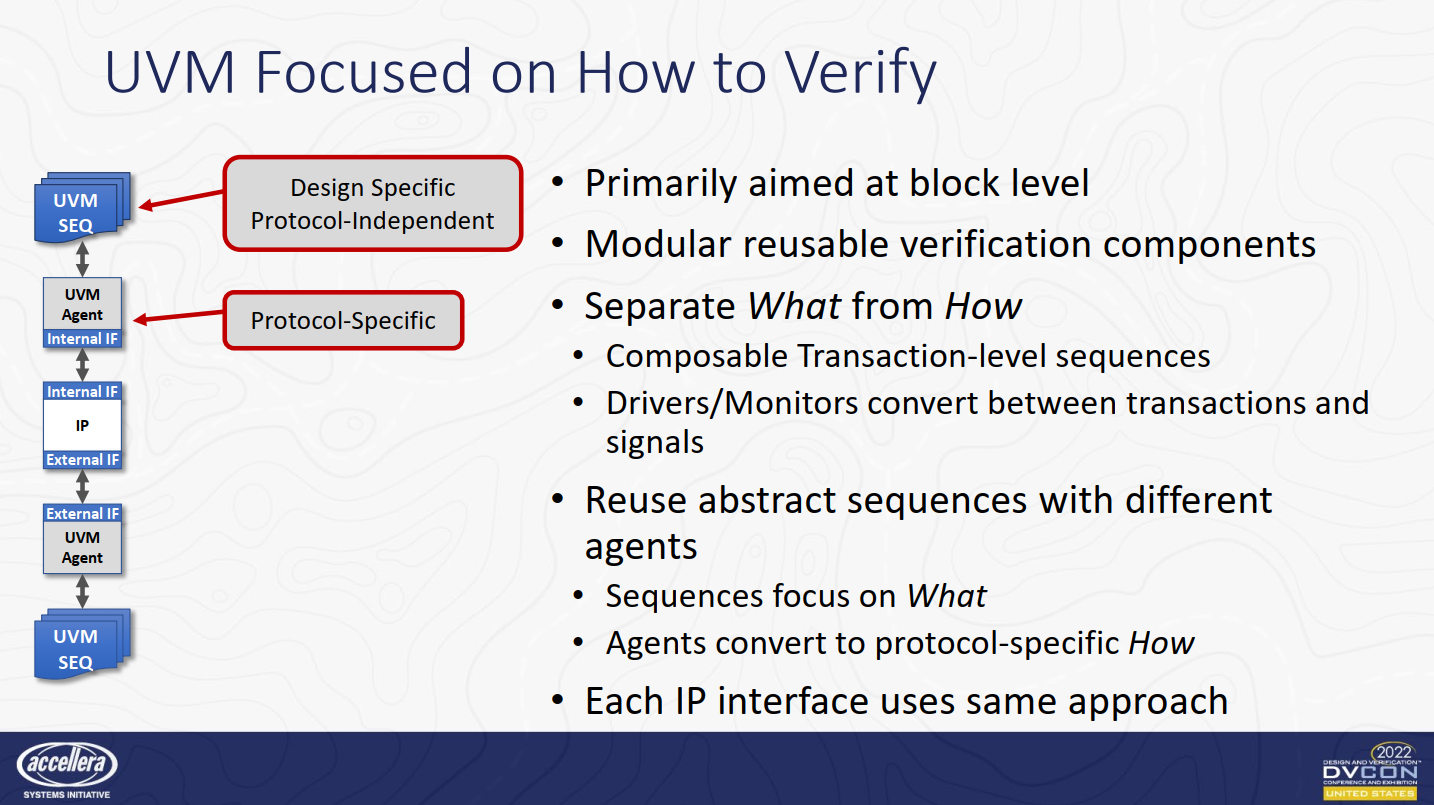 UVM Focused on How to Verify
UVM
SEQ
Design Specific
Protocol-Independent
UVM
Agent
Internal IF
Protocol-Specific
Internal IF
IP
External IF
External IF
UVM
Agent
UVM
SEQ
• Primarily aimed at block level
• Modular reusable verification components
• Separate What from How
• Composable Transaction-level sequences
• Drivers/Monitors convert between transactions and
signals
• Reuse abstract sequences with different
agents
• Sequences focus on What
• Agents convert to protocol-specific How
• Each IP interface uses same approach
accellera
SYSTEMS INITIATIVE
2022
DESIGN AND VERIFICATION™
DVCON
CONFERENCE AND EXHIBITION
UNITED STATES